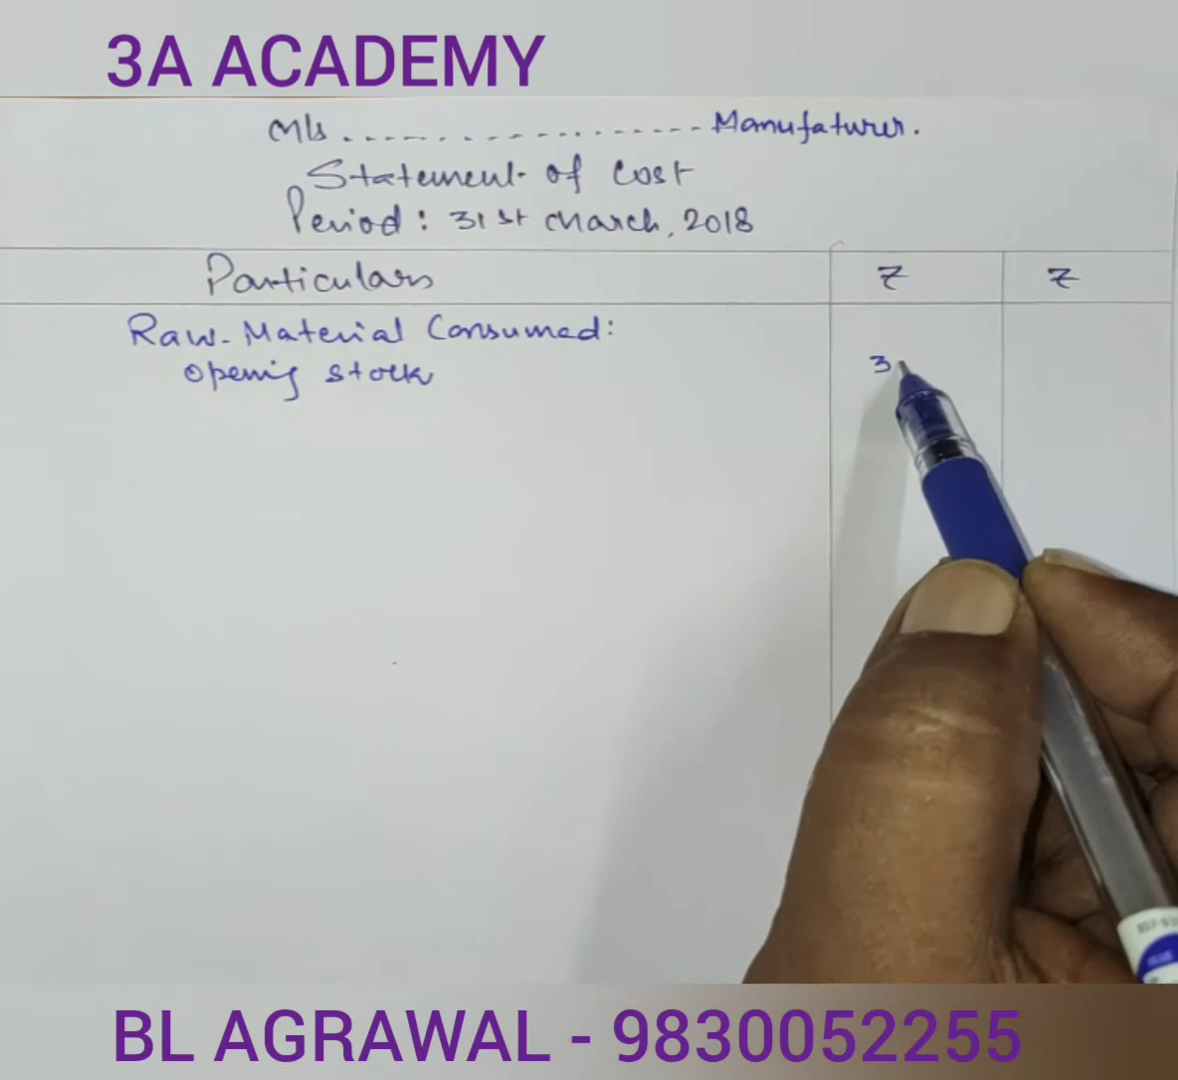 3A ACADEMY
M/s .................. Manufaturer.
Statement of Cost
Period : 31st March, 2018
Particulars ₹ ₹
Raw-Material Consumed:
Opening Stock 3
BL AGRAWAL - 9830052255